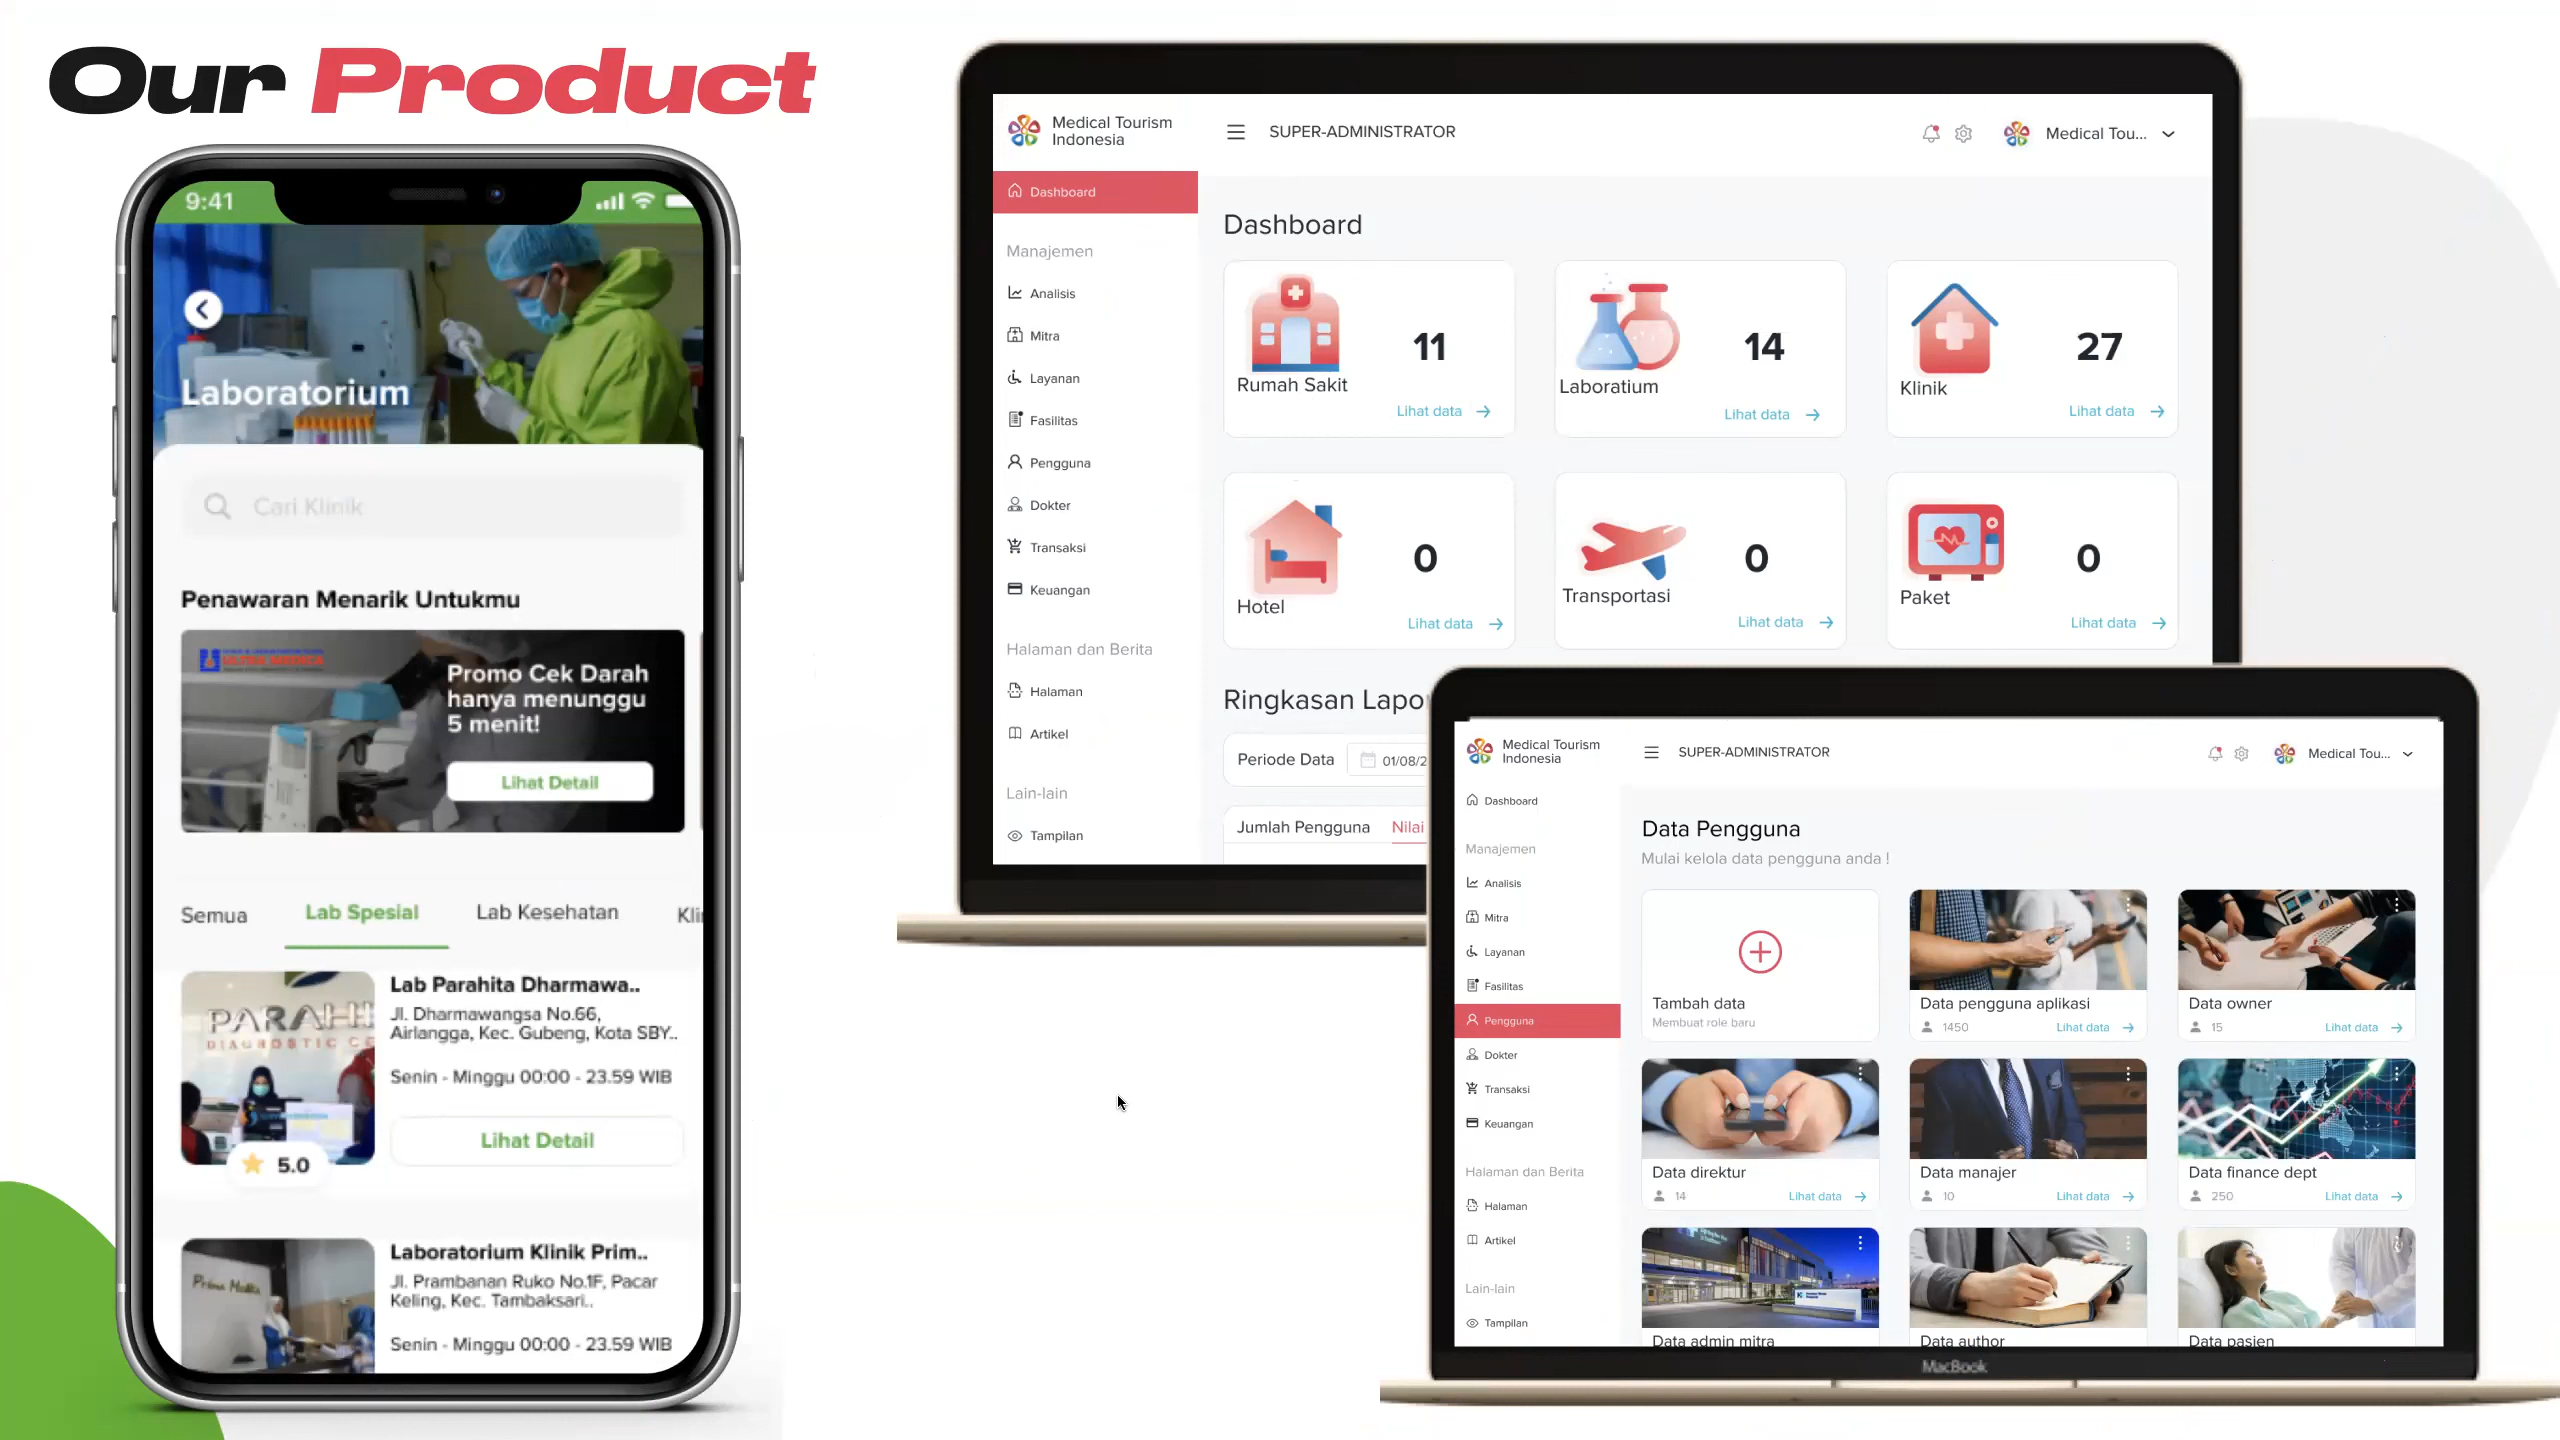 Our Product
9:41
Laboratorium
Cari Klinik
Penawaran Menarik Untukmu
ULTRA MEDICA
Promo Cek Darah
hanya menunggu
5 menit!
Lihat Detail
Semua
Lab Spesial
Lab Kesehatan
Kli
PARAHI
DIAGNOSTIC CE
5.0
Lab Parahita Dharmawa..
Jl. Dharmawangsa No.66,
Airlangga, Kec. Gubeng, Kota SBY..
Senin - Minggu 00:00 - 23.59 WIB
Lihat Detail
Laboratorium Klinik Prim..
Jl. Prambanan Ruko No.1F, Pacar
Keling, Kec. Tambaksari..
Senin - Minggu 00:00 - 23.59 WIB
Medical Tourism
Indonesia
SUPER-ADMINISTRATOR
Medical Tou...
Dashboard
Manajemen
Analisis
Mitra
Layanan
Fasilitas
Pengguna
Dokter
Transaksi
Keuangan
Halaman dan Berita
Halaman
Artikel
Lain-lain
Tampilan
Dashboard
Rumah Sakit
11
Lihat data
Laboratium
14
Lihat data
Klinik
27
Lihat data
Hotel
0
Lihat data
Transportasi
0
Lihat data
Paket
0
Lihat data
Ringkasan Lapo
Periode Data
01/08/2
Jumlah Pengguna
Nilai
Medical Tourism
Indonesia
SUPER-ADMINISTRATOR
Medical Tou...
Dashboard
Manajemen
Analisis
Mitra
Layanan
Fasilitas
Pengguna
Dokter
Transaksi
Keuangan
Halaman dan Berita
Halaman
Artikel
Lain-lain
Tampilan
Data Pengguna
Mulai kelola data pengguna anda !
Tambah data
Membuat role baru
Data pengguna aplikasi
1450
Lihat data
Data owner
15
Lihat data
Data direktur
14
Lihat data
Data manajer
10
Lihat data
Data finance dept
250
Lihat data
Data admin mitra
Data author
Data pasien
MacBook